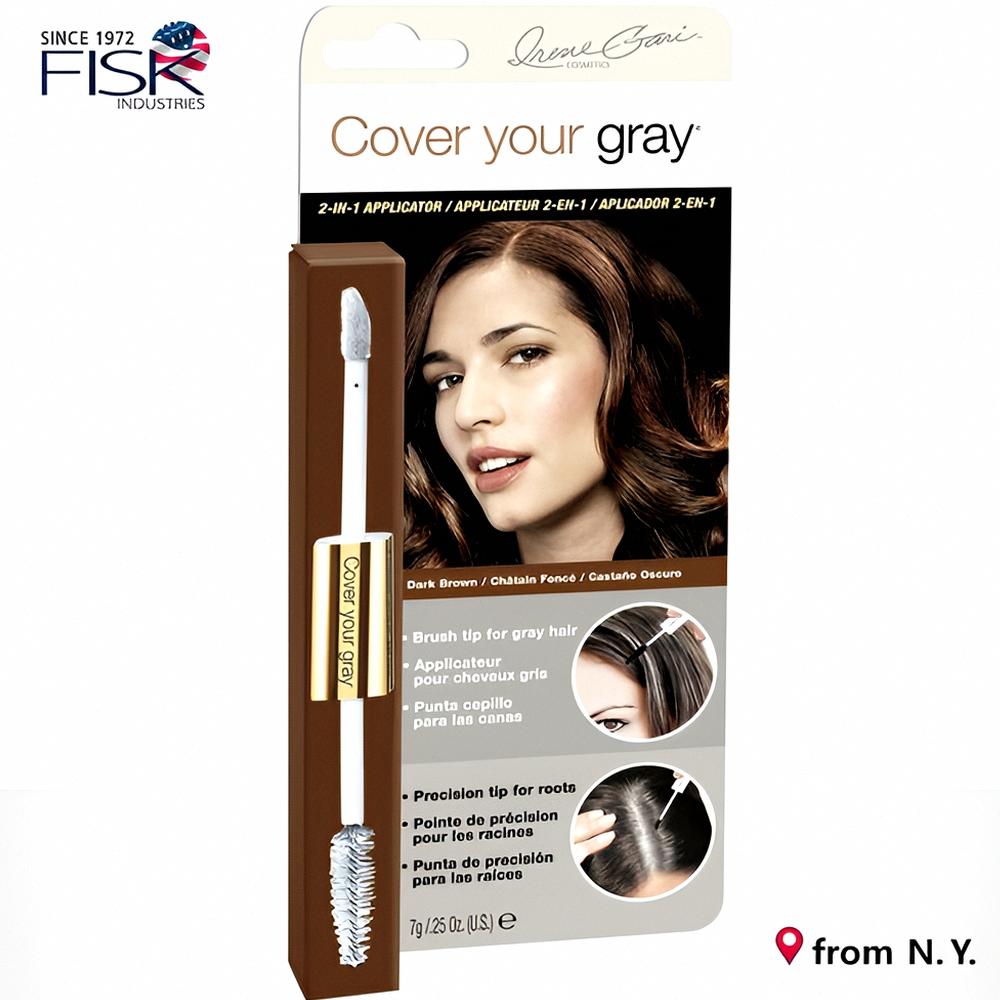 SINCE 1972
FISK
INDUSTRIES
Irene Gari
COSMETICS
Cover your gray
2-IN-1 APPLICATOR / APPLICATEUR 2-EN-1 / APLICADOR 2-EN-1
Cover your gray
Dark Brown / Châtain Foncé / Castaño Oscuro
• Brush tip for gray hair
• Applicateur
pour cheveux gris
• Punta cepillo
para las canas
• Precision tip for roots
• Pointe de précision
pour les racines
• Punta de precisión
para las raíces
7g /.25 Oz. (U.S.) e
from N.Y.